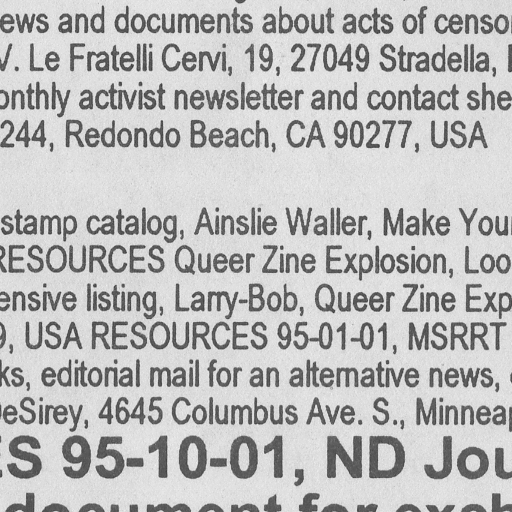 ews and documents about acts of censo
V. Le Fratelli Cervi, 19, 27049 Stradella,
onthly activist newsletter and contact she
244, Redondo Beach, CA 90277, USA
stamp catalog, Ainslie Waller, Make You
RESOURCES Queer Zine Explosion, Loo
ensive listing, Larry-Bob, Queer Zine Exp
9, USA RESOURCES 95-01-01, MSRRT
ks, editorial mail for an alternative news,
DeSirey, 4645 Columbus Ave. S., Minneap
ES 95-10-01, ND Jou
document for exch